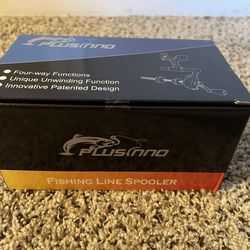 PLUSINNO
Four-way Functions
Unique Unwinding Function
Innovative Patented Design
PLUSINNO
FISHING LINE SPOOLER